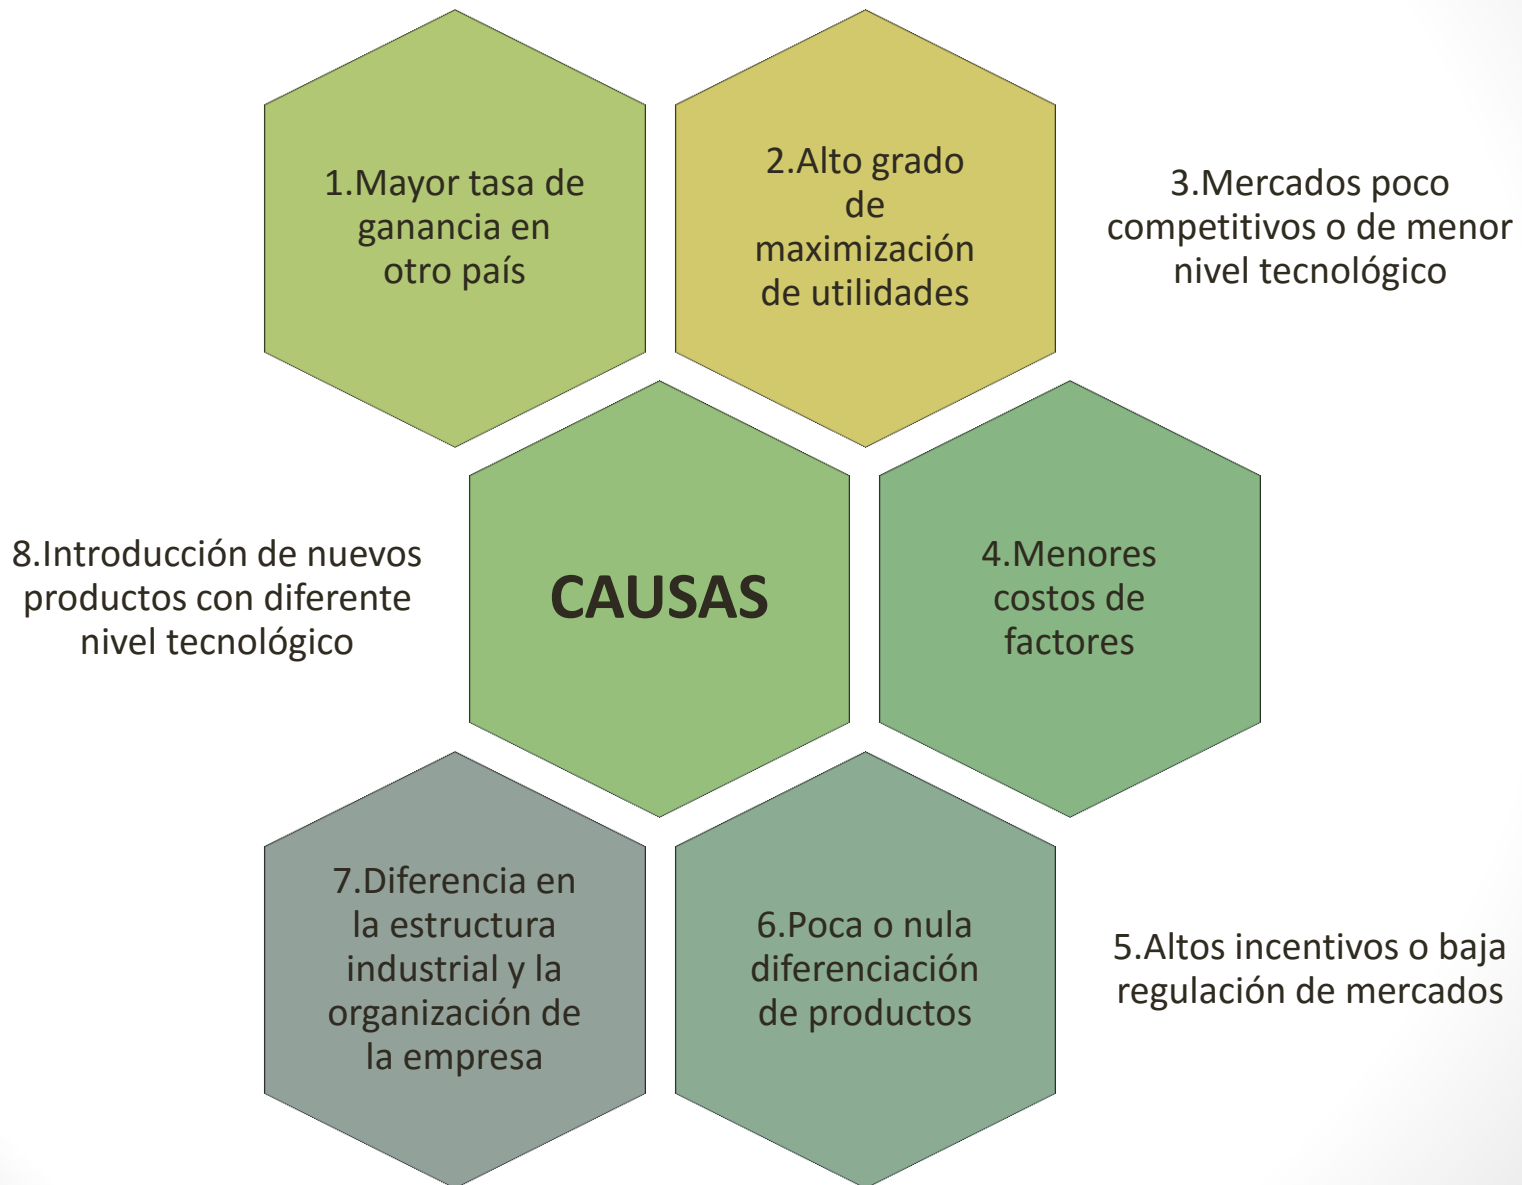 1.Mayor tasa de
ganancia en
otro país
2.Alto grado
de
maximización
de utilidades
3.Mercados poco
competitivos o de menor
nivel tecnológico
8.Introducción de nuevos
productos con diferente
nivel tecnológico
CAUSAS
4.Menores
costos de
factores
7.Diferencia en
la estructura
industrial y la
organización de
la empresa
6.Poca o nula
diferenciación
de productos
5.Altos incentivos o baja
regulación de mercados